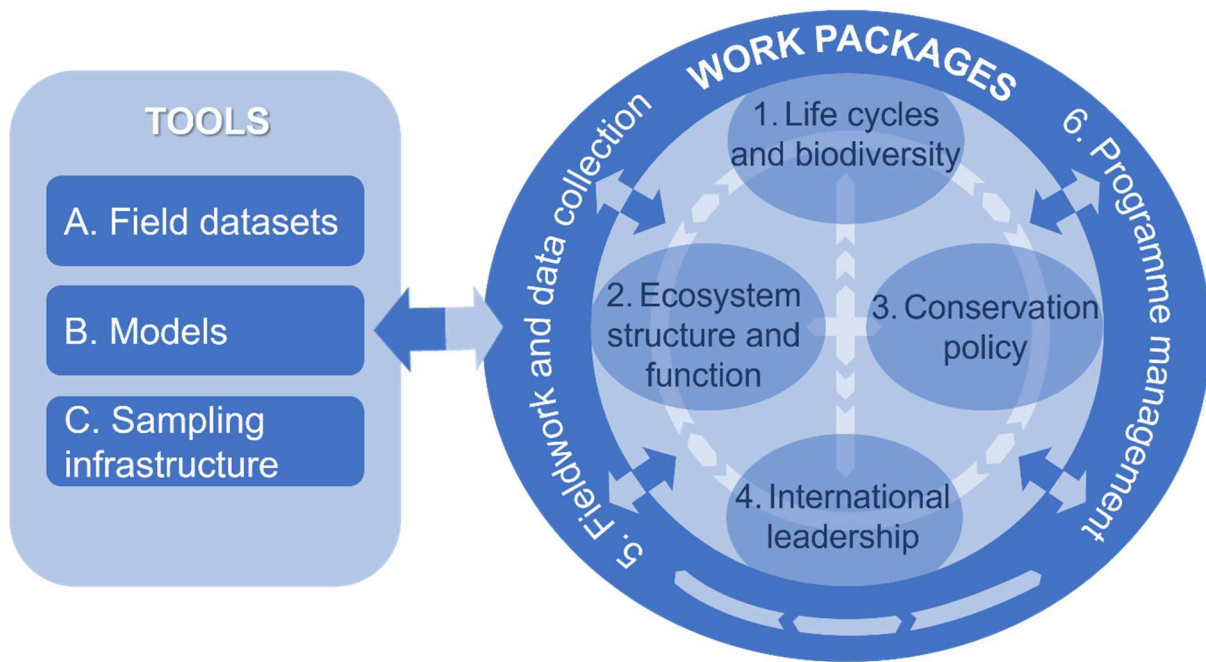 TOOLS
A. Field datasets
B. Models
C. Sampling
infrastructure
WORK PACKAGES
1. Life cycles
and biodiversity
2. Ecosystem
structure and
function
3. Conservation
policy
4. International
leadership
5. Fieldwork and data collection
6. Programme management